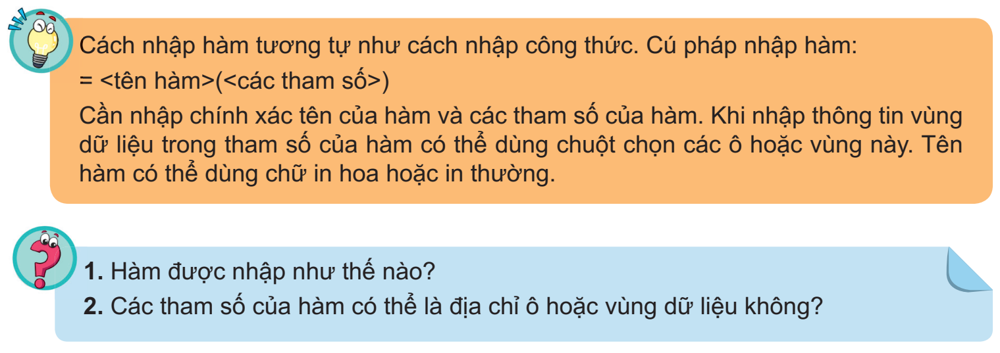 Cách nhập hàm tương tự như cách nhập công thức. Cú pháp nhập hàm:
= <tên hàm>(<các tham số>)
Cần nhập chính xác tên của hàm và các tham số của hàm. Khi nhập thông tin vùng
dữ liệu trong tham số của hàm có thể dùng chuột chọn các ô hoặc vùng này. Tên
hàm có thể dùng chữ in hoa hoặc in thường.
1. Hàm được nhập như thế nào?
2. Các tham số của hàm có thể là địa chỉ ô hoặc vùng dữ liệu không?